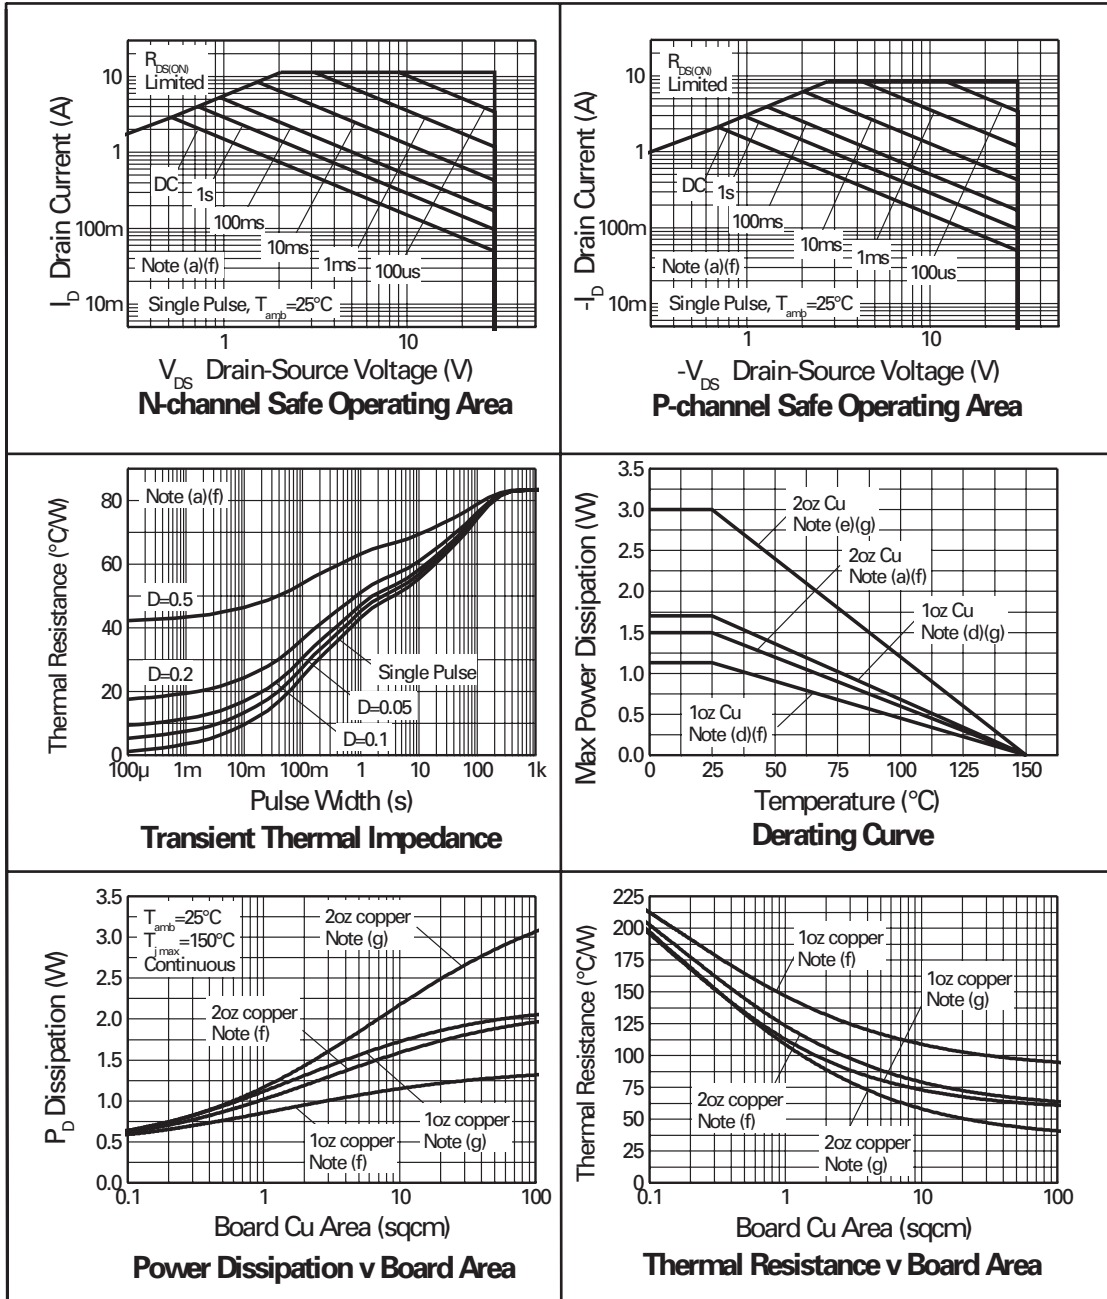 R_DS(ON)
Limited
10
1
100m
10m
DC
1s
100ms
10ms
1ms
100us
Note (a)(f)
Single Pulse, T_amb=25°C
1
10
I_D Drain Current (A)
V_DS Drain-Source Voltage (V)
N-channel Safe Operating Area
R_DS(ON)
Limited
10
1
100m
10m
DC
1s
100ms
10ms
1ms
100us
Note (a)(f)
Single Pulse, T_amb=25°C
1
10
-I_D Drain Current (A)
-V_DS Drain-Source Voltage (V)
P-channel Safe Operating Area
80
60
40
20
0
Note (a)(f)
D=0.5
D=0.2
Single Pulse
D=0.05
D=0.1
100µ
1m
10m
100m
1
10
100
1k
Thermal Resistance (°C/W)
Pulse Width (s)
Transient Thermal Impedance
3.5
3.0
2.5
2.0
1.5
1.0
0.5
0.0
2oz Cu
Note (e)(g)
2oz Cu
Note (a)(f)
1oz Cu
Note (d)(g)
1oz Cu
Note (d)(f)
0
25
50
75
100
125
150
Max Power Dissipation (W)
Temperature (°C)
Derating Curve
3.5
3.0
2.5
2.0
1.5
1.0
0.5
0.0
T_amb=25°C
T_j max=150°C
Continuous
2oz copper
Note (g)
2oz copper
Note (f)
1oz copper
Note (f)
1oz copper
Note (g)
0.1
1
10
100
P_D Dissipation (W)
Board Cu Area (sqcm)
Power Dissipation v Board Area
225
200
175
150
125
100
75
50
25
0
1oz copper
Note (f)
1oz copper
Note (g)
2oz copper
Note (f)
2oz copper
Note (g)
0.1
1
10
100
Thermal Resistance (°C/W)
Board Cu Area (sqcm)
Thermal Resistance v Board Area